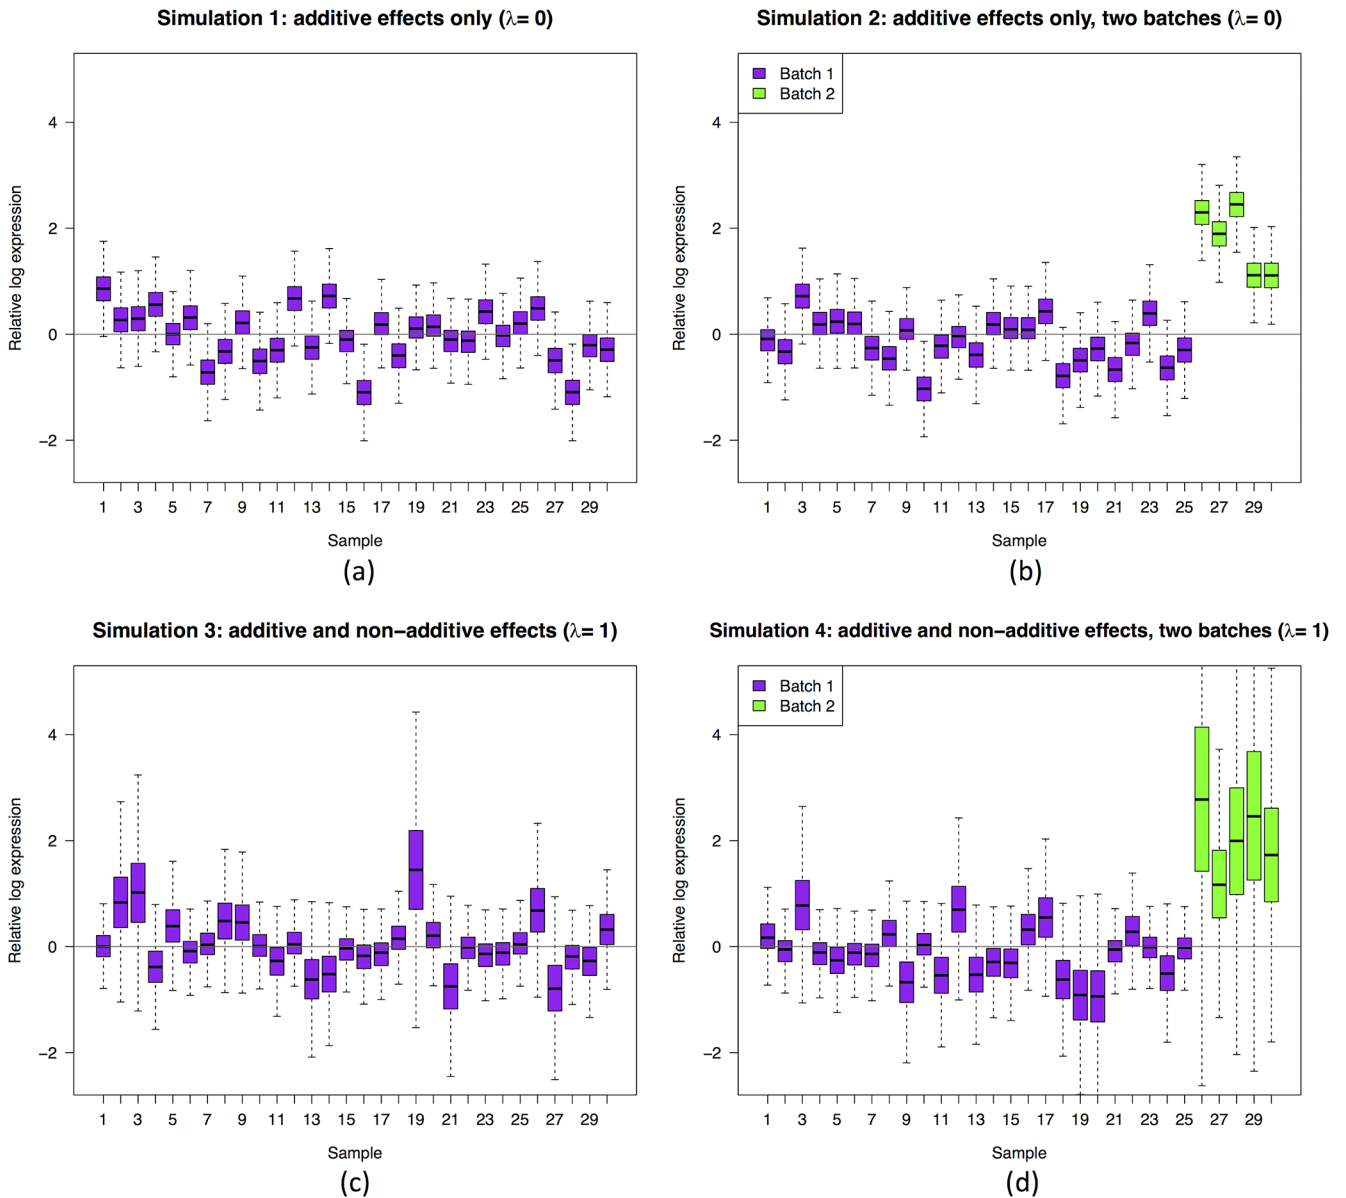 Simulation 1: additive effects only (λ= 0)
Relative log expression
4
2
0
−2
1 3 5 7 9 11 13 15 17 19 21 23 25 27 29
Sample
(a)
Simulation 2: additive effects only, two batches (λ= 0)
Batch 1
Batch 2
Relative log expression
4
2
0
−2
1 3 5 7 9 11 13 15 17 19 21 23 25 27 29
Sample
(b)
Simulation 3: additive and non−additive effects (λ= 1)
Relative log expression
4
2
0
−2
1 3 5 7 9 11 13 15 17 19 21 23 25 27 29
Sample
(c)
Simulation 4: additive and non−additive effects, two batches (λ= 1)
Batch 1
Batch 2
Relative log expression
4
2
0
−2
1 3 5 7 9 11 13 15 17 19 21 23 25 27 29
Sample
(d)